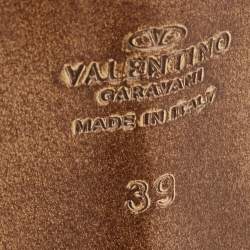 VALENTINO
GARAVANI
MADE IN ITALY
39